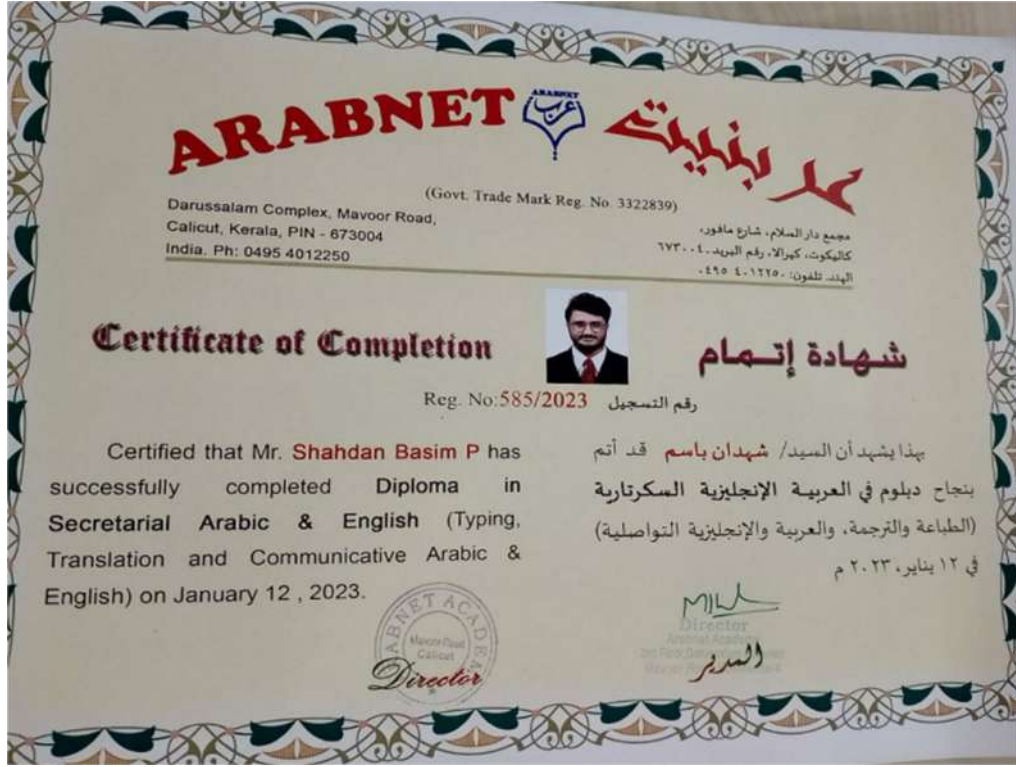 ARABNET
ARABNET
عرب
عربنيت
(Govt. Trade Mark Reg. No. 3322839)
Darussalam Complex, Mavoor Road,
Calicut, Kerala, PIN - 673004
India. Ph: 0495 4012250
مجمع دار السلام، شارع مافور،
كاليكوت، كيرالا، رقم البريد ٦٧٣٠٠٤
الهند. تلفون: ٤٠١٢٢٥٠ ٠٤٩٥
Certificate of Completion
شهادة إتمام
Reg. No:585/2023 رقم التسجيل
Certified that Mr. Shahdan Basim P has
successfully completed Diploma in
Secretarial Arabic & English (Typing,
Translation and Communicative Arabic &
English) on January 12 , 2023.
بهذا يشهد أن السيد/ شهدان باسم قد أتم
بنجاح دبلوم في العربية الإنجليزية السكرتارية
(الطباعة والترجمة، والعربية والإنجليزية التواصلية)
في ١٢ يناير، ٢٠٢٣ م
ARABNET ACADEMY
Mavoor Road
Calicut
Director
Director
Arabnet Academy
المدير